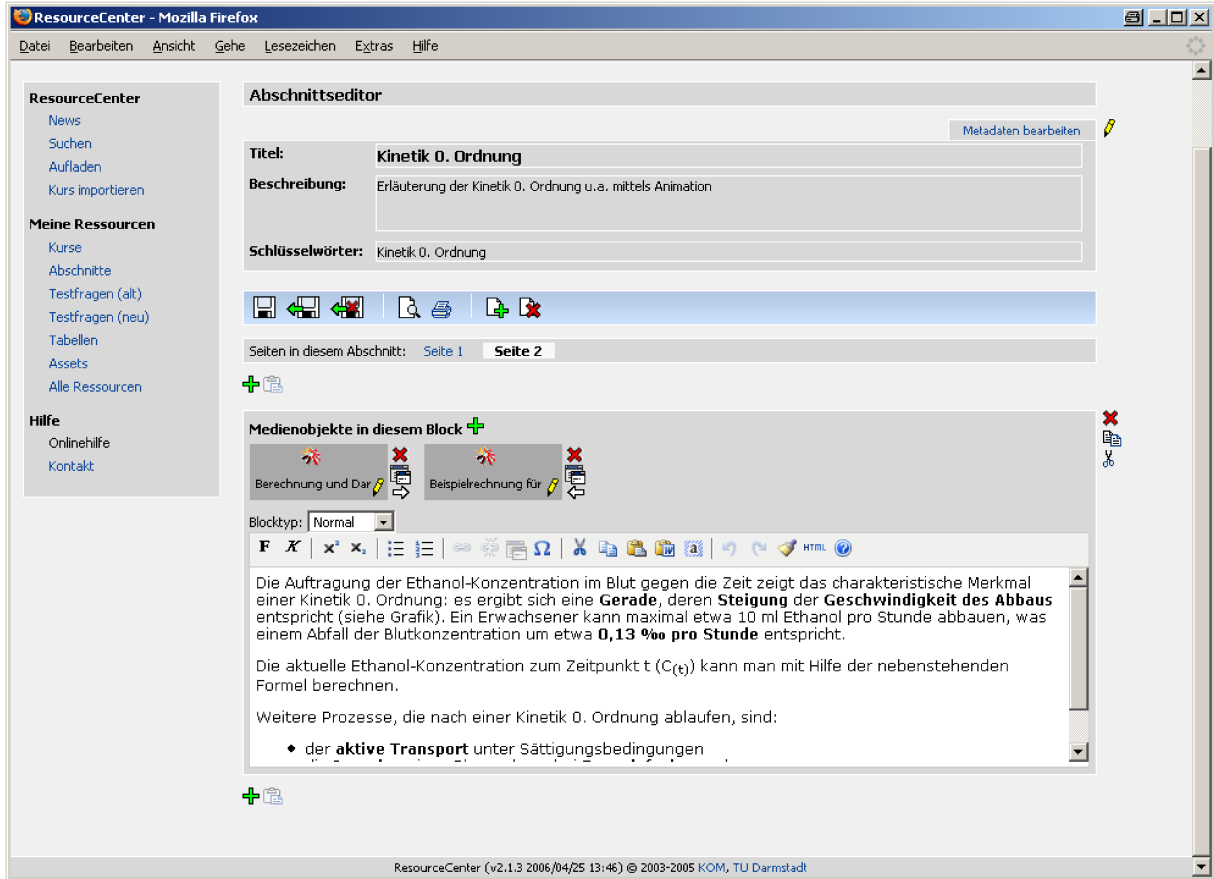 ResourceCenter - Mozilla Firefox
Datei Bearbeiten Ansicht Gehe Lesezeichen Extras Hilfe
ResourceCenter
News
Suchen
Aufladen
Kurs importieren
Meine Ressourcen
Kurse
Abschnitte
Testfragen (alt)
Testfragen (neu)
Tabellen
Assets
Alle Ressourcen
Hilfe
Onlinehilfe
Kontakt
Abschnittseditor
Metadaten bearbeiten
Titel: Kinetik 0. Ordnung
Beschreibung: Erläuterung der Kinetik 0. Ordnung u.a. mittels Animation
Schlüsselwörter: Kinetik 0. Ordnung
Seiten in diesem Abschnitt: Seite 1 Seite 2
Medienobjekte in diesem Block
Berechnung und Dar Beispielrechnung für
Blocktyp: Normal
F K x² x₂ Ω W a HTML ?
Die Auftragung der Ethanol-Konzentration im Blut gegen die Zeit zeigt das charakteristische Merkmal
einer Kinetik 0. Ordnung: es ergibt sich eine Gerade, deren Steigung der Geschwindigkeit des Abbaus
entspricht (siehe Grafik). Ein Erwachsener kann maximal etwa 10 ml Ethanol pro Stunde abbauen, was
einem Abfall der Blutkonzentration um etwa 0,13 ‰ pro Stunde entspricht.
Die aktuelle Ethanol-Konzentration zum Zeitpunkt t (C(t)) kann man mit Hilfe der nebenstehenden
Formel berechnen.
Weitere Prozesse, die nach einer Kinetik 0. Ordnung ablaufen, sind:
• der aktive Transport unter Sättigungsbedingungen
ResourceCenter (v2.1.3 2006/04/25 13:46) © 2003-2005 KOM, TU Darmstadt